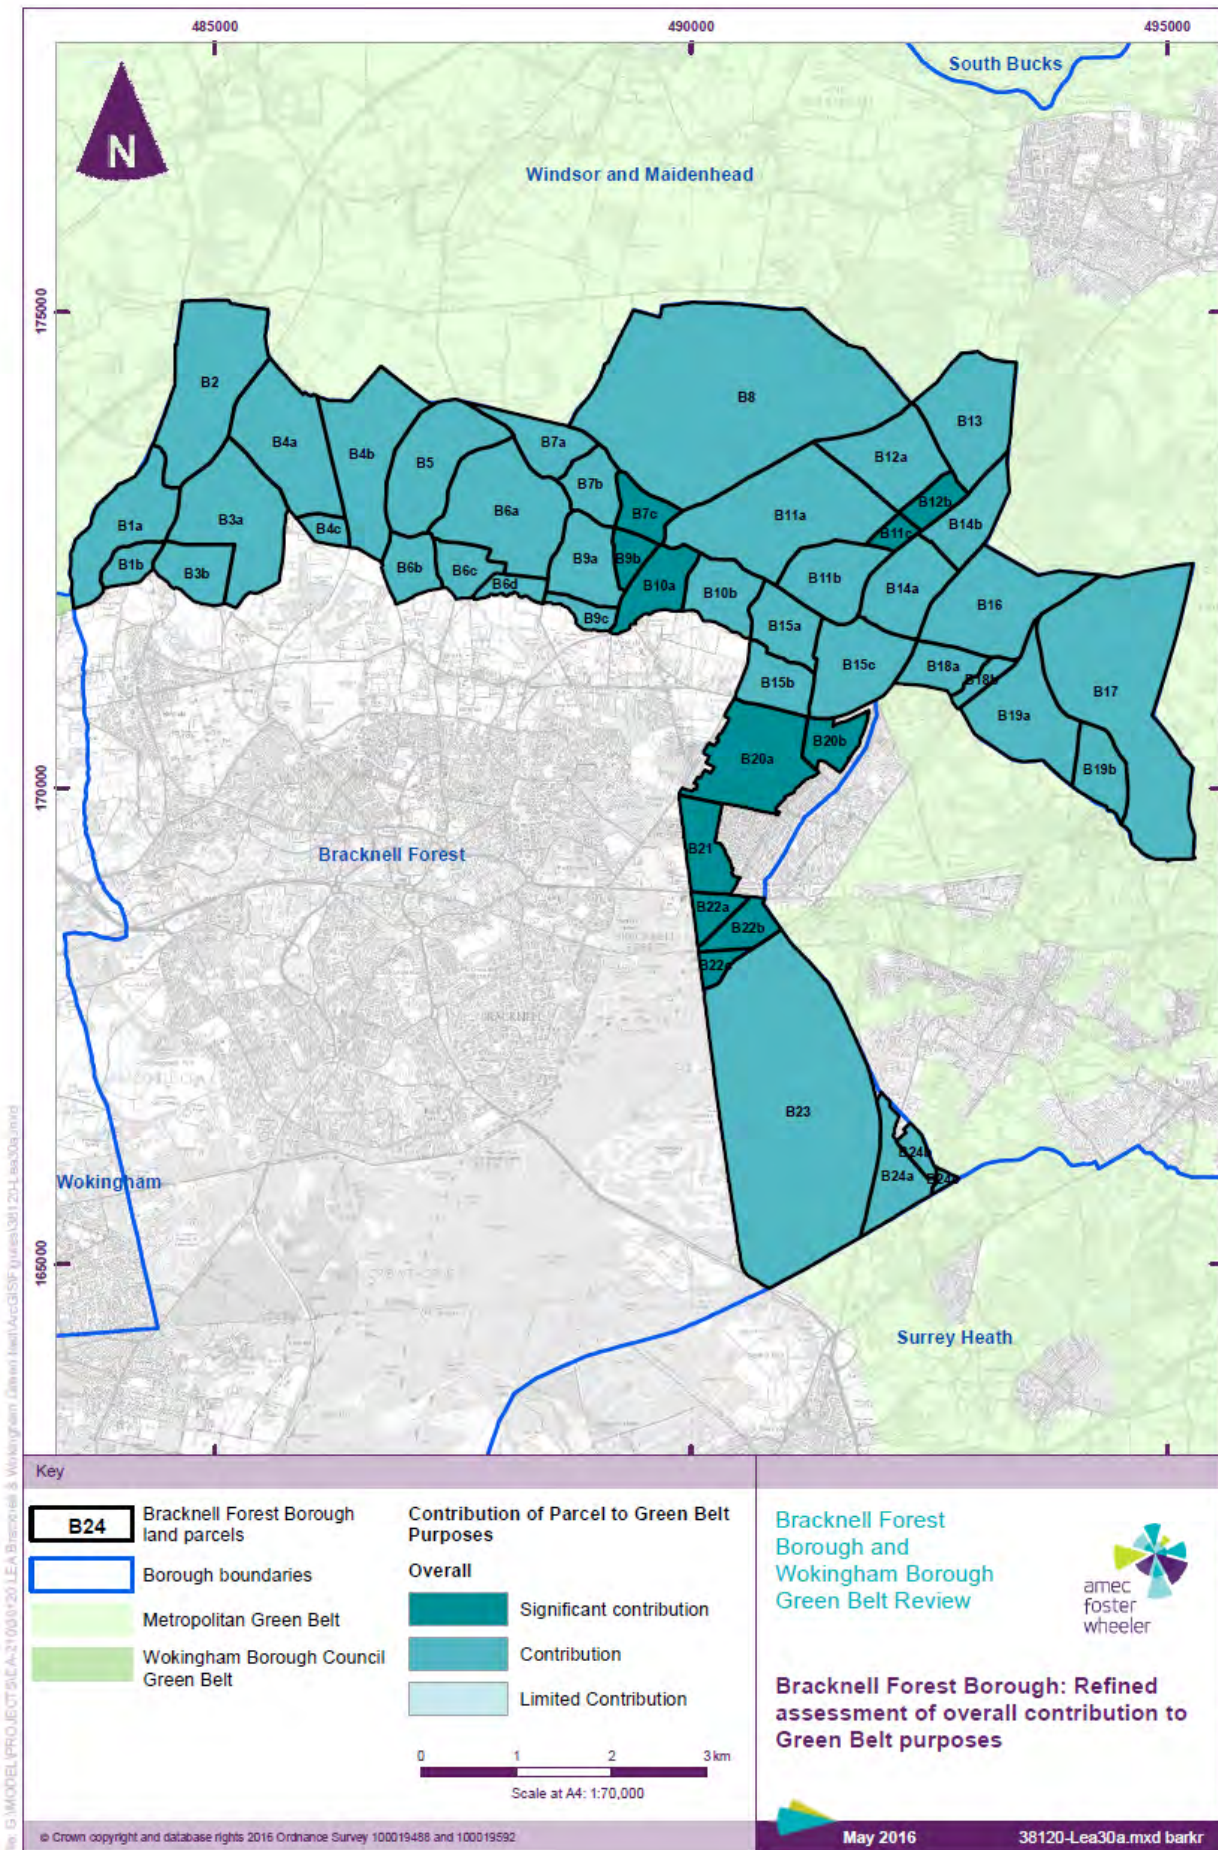 485000
490000
495000
South Bucks
N
Windsor and Maidenhead
175000
B8
B2
B13
B4a
B7a
B4b
B5
B12a
B7b
B12b
B6a
B7c
B11a
B1a
B3a
B4c
B11c
B14b
B9a
B9b
B1b
B3b
B6b
B6c
B6d
B10a
B10b
B11b
B14a
B16
B9c
B15a
B15c
B18a
B18b
B15b
B17
B19a
B20b
B20a
B19b
170000
B21
Bracknell Forest
B22a
B22b
B22c
BRACKNELL
B23
B24b
B24a
Wokingham
165000
Surrey Heath
Key
B24
Bracknell Forest Borough
land parcels
Borough boundaries
Metropolitan Green Belt
Wokingham Borough Council
Green Belt
Contribution of Parcel to Green Belt
Purposes
Overall
Significant contribution
Contribution
Limited Contribution
0 1 2 3 km
Scale at A4: 1:70,000
Bracknell Forest
Borough and
Wokingham Borough
Green Belt Review
amec
foster
wheeler
Bracknell Forest Borough: Refined
assessment of overall contribution to
Green Belt purposes
© Crown copyright and database rights 2016 Ordnance Survey 100019488 and 100019592
May 2016
38120-Lea30a.mxd barkr